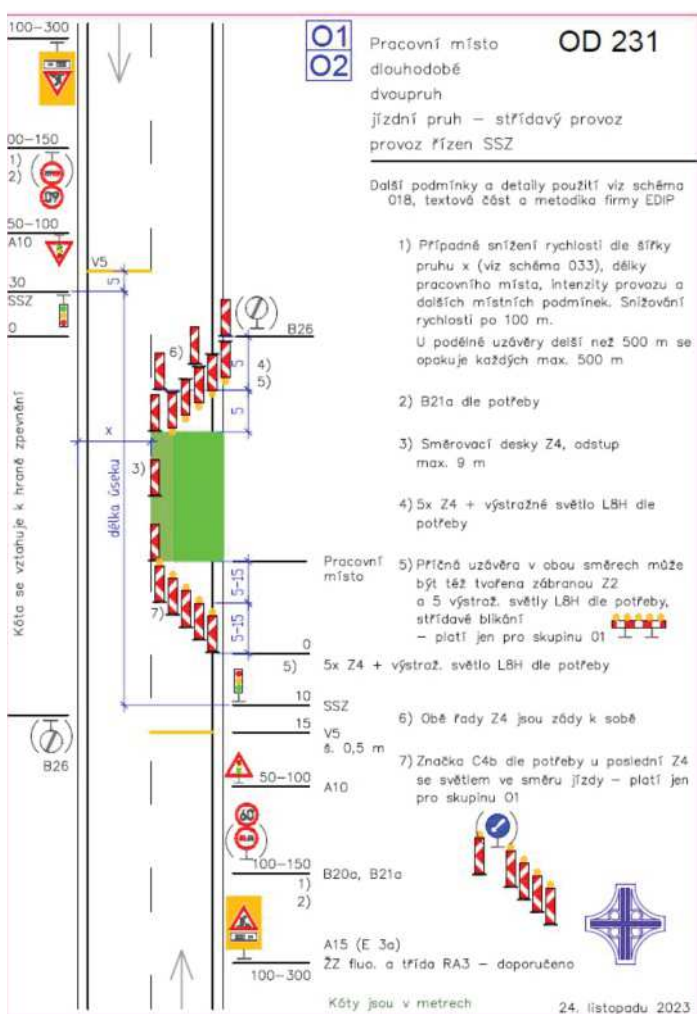 O1
O2
Pracovní místo
OD 231
dlouhodobě
dvoupruh
jízdní pruh – střídavý provoz
provoz řízen SSZ
Další podmínky a detaily použití viz schéma
018, textová část a metodika firmy EDIP
1) Případné snížení rychlosti dle šířky
pruhu x (viz schéma 033), délky
pracovního místa, intenzity provozu a
dalších místních podmínek. Snižování
rychlosti po 100 m.
U podélné uzávěry delší než 500 m se
opakuje každých max. 500 m
2) B21a dle potřeby
3) Směrovací desky Z4, odstup
max. 9 m
4) 5x Z4 + výstražné světlo L8H dle
potřeby
5) Příčná uzávěra v obou směrech může
být též tvořena zábranou Z2
a 5 výstraž. světly L8H dle potřeby,
střídavé blikání
– platí jen pro skupinu 01
6) Obě řady Z4 jsou zády k sobě
7) Značka C4b dle potřeby u poslední Z4
se světlem ve směru jízdy – platí jen
pro skupinu 01
100-300
00-150
1)
2)
60
50-100
A10
V5
5
30
SSZ
0
B26
6)
4)
5)
5
5
x
3)
délka úseku
Kóta se vztahuje k hraně zpevnění
Pracovní
místo
5-15
5-15
7)
0
5)
5x Z4 + výstraž. světlo L8H dle potřeby
10
SSZ
15
V5
š. 0,5 m
B26
50-100
A10
60
100-150
B20a, B21a
1)
2)
A15 (E 3a)
ZZ fluo. a třída RA3 – doporučeno
100-300
Kóty jsou v metrech
24. listopadu 2023